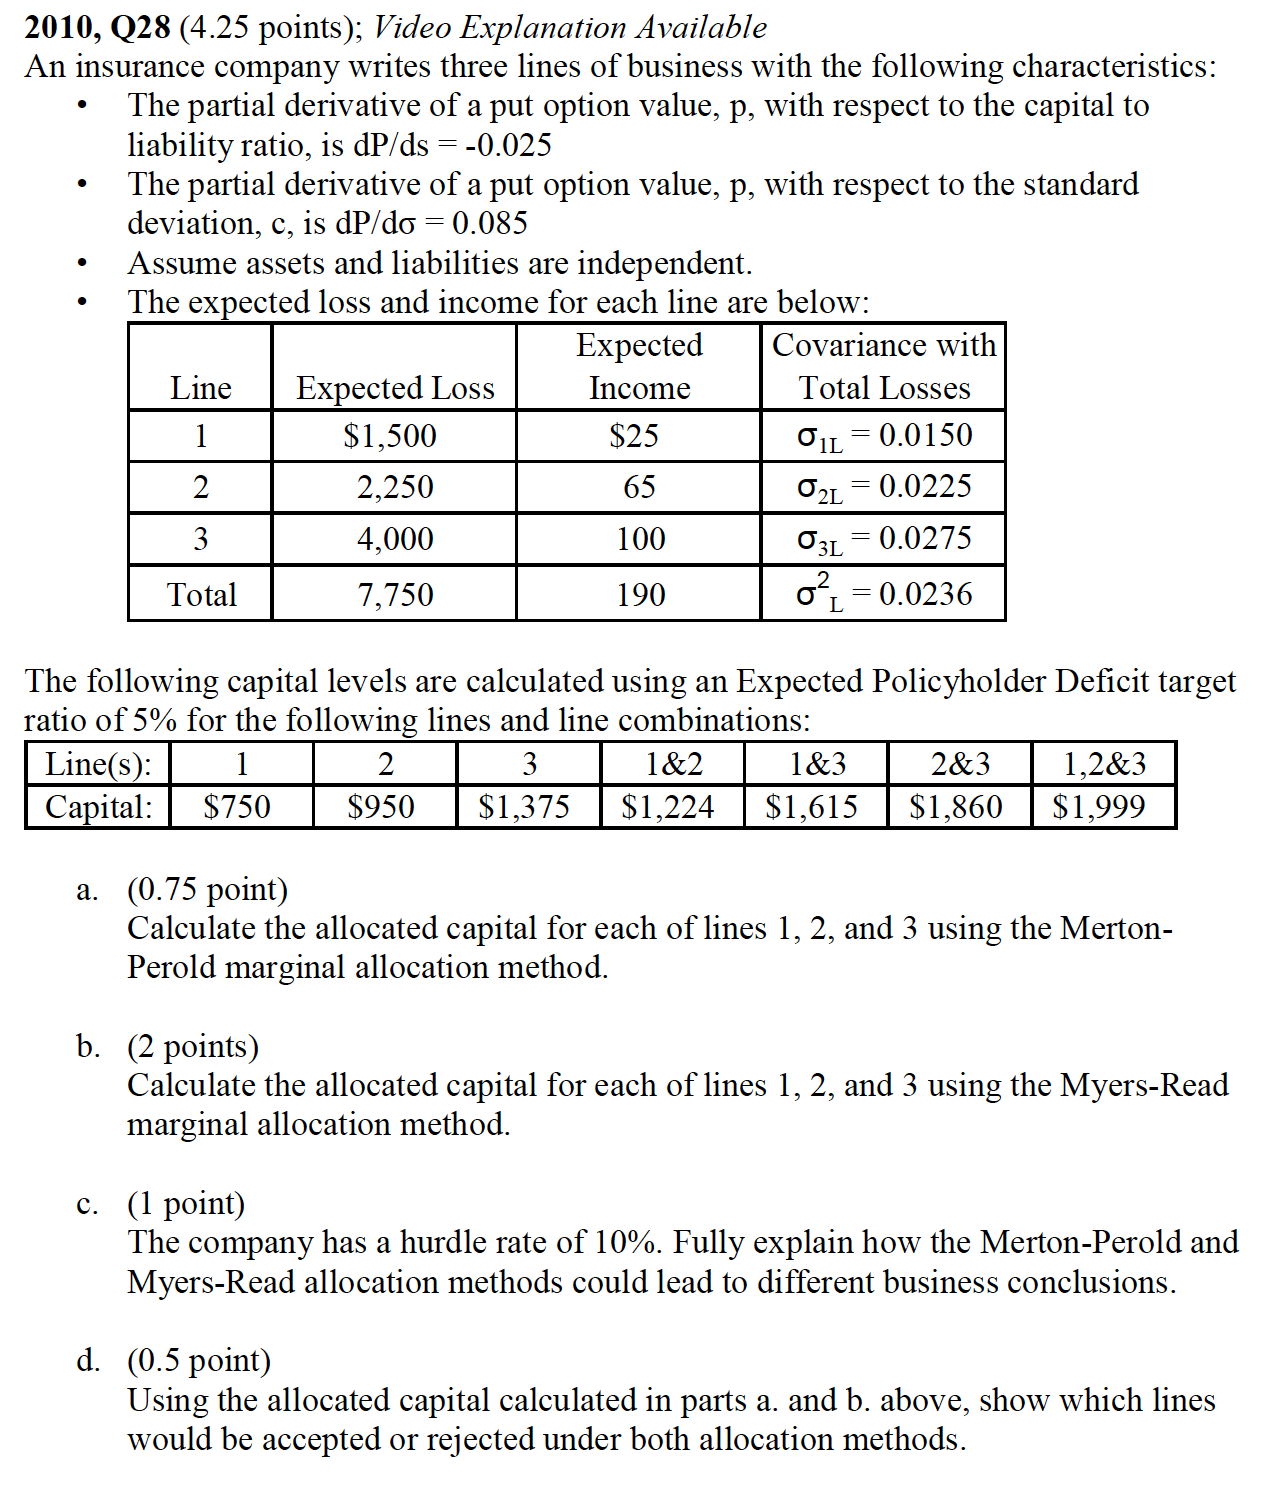 2010, Q28 (4.25 points); Video Explanation Available
An insurance company writes three lines of business with the following characteristics:
• The partial derivative of a put option value, p, with respect to the capital to
liability ratio, is dP/ds = -0.025
• The partial derivative of a put option value, p, with respect to the standard
deviation, c, is dP/dσ = 0.085
• Assume assets and liabilities are independent.
• The expected loss and income for each line are below:
Line Expected Loss Expected Income Covariance with Total Losses
1 $1,500 $25 σ1L = 0.0150
2 2,250 65 σ2L = 0.0225
3 4,000 100 σ3L = 0.0275
Total 7,750 190 σ²L = 0.0236
The following capital levels are calculated using an Expected Policyholder Deficit target
ratio of 5% for the following lines and line combinations:
Line(s): 1 2 3 1&2 1&3 2&3 1,2&3
Capital: $750 $950 $1,375 $1,224 $1,615 $1,860 $1,999
a. (0.75 point)
Calculate the allocated capital for each of lines 1, 2, and 3 using the Merton-
Perold marginal allocation method.
b. (2 points)
Calculate the allocated capital for each of lines 1, 2, and 3 using the Myers-Read
marginal allocation method.
c. (1 point)
The company has a hurdle rate of 10%. Fully explain how the Merton-Perold and
Myers-Read allocation methods could lead to different business conclusions.
d. (0.5 point)
Using the allocated capital calculated in parts a. and b. above, show which lines
would be accepted or rejected under both allocation methods.